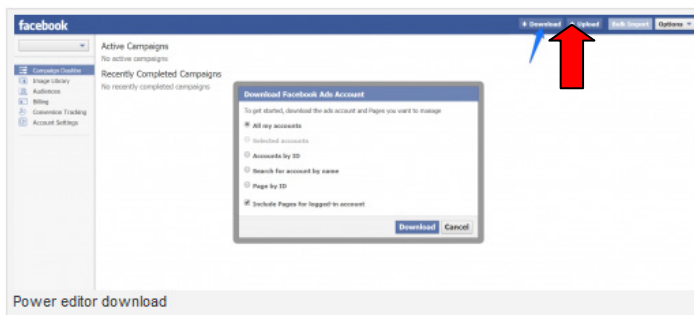 facebook
Download Upload Bulk Import Options
Active Campaigns
No active campaigns
Recently Completed Campaigns
No recently completed campaigns
Campaign Dashbo
Image Library
Audiences
Billing
Conversion Tracking
Account Settings
Download Facebook Ads Account
To get started, download the ads account and Pages you want to manage
All my accounts
Selected accounts
Accounts by ID
Search for account by name
Page by ID
Include Pages for logged-in account
Download Cancel
Power editor download